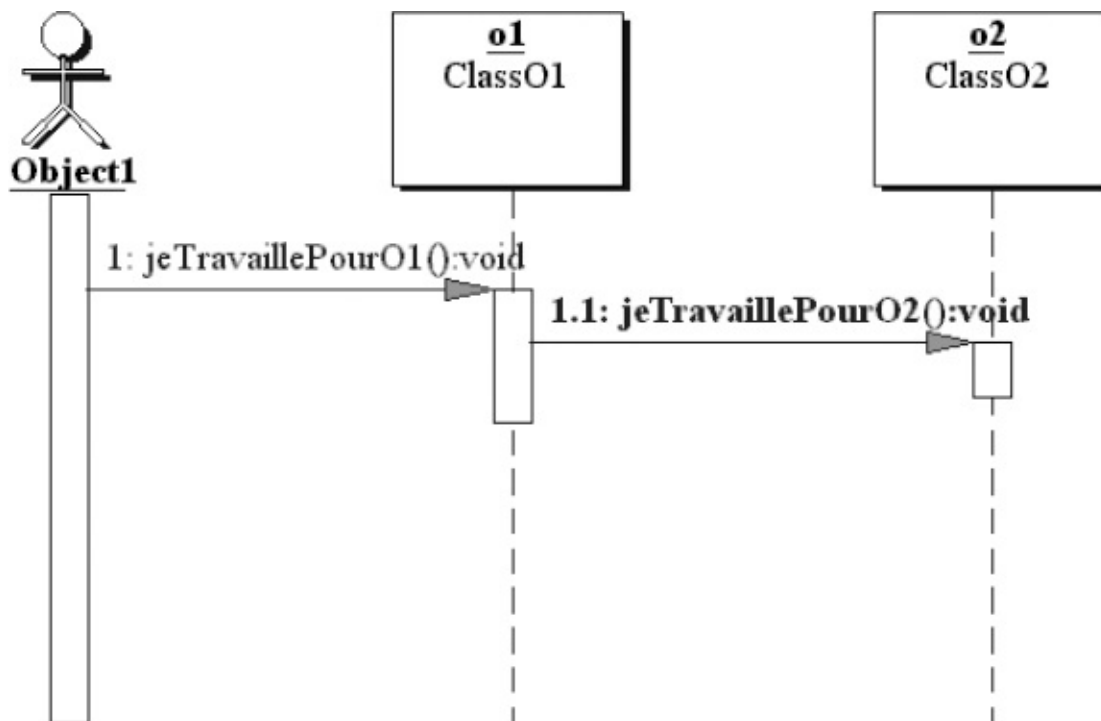 o1
ClassO1
o2
ClassO2
Object1
1: jeTravaillePourO1():void
1.1: jeTravaillePourO2():void